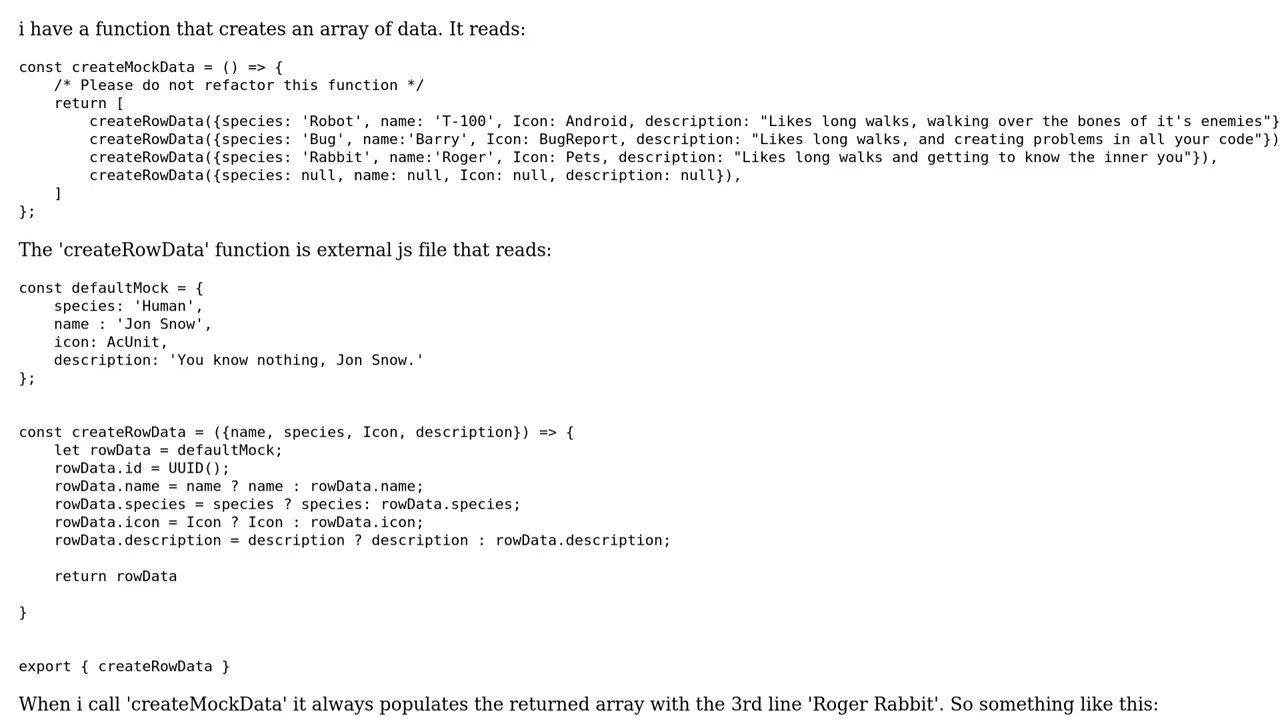 i have a function that creates an array of data. It reads:
const createMockData = () => {
    /* Please do not refactor this function */
    return [
        createRowData({species: 'Robot', name: 'T-100', Icon: Android, description: "Likes long walks, walking over the bones of it's enemies"}
        createRowData({species: 'Bug', name:'Barry', Icon: BugReport, description: "Likes long walks, and creating problems in all your code"})
        createRowData({species: 'Rabbit', name:'Roger', Icon: Pets, description: "Likes long walks and getting to know the inner you"}),
        createRowData({species: null, name: null, Icon: null, description: null}),
    ]
};
The 'createRowData' function is external js file that reads:
const defaultMock = {
    species: 'Human',
    name : 'Jon Snow',
    icon: AcUnit,
    description: 'You know nothing, Jon Snow.'
};
const createRowData = ({name, species, Icon, description}) => {
    let rowData = defaultMock;
    rowData.id = UUID();
    rowData.name = name ? name : rowData.name;
    rowData.species = species ? species: rowData.species;
    rowData.icon = Icon ? Icon : rowData.icon;
    rowData.description = description ? description : rowData.description;
    return rowData
}
export { createRowData }
When i call 'createMockData' it always populates the returned array with the 3rd line 'Roger Rabbit'. So something like this: